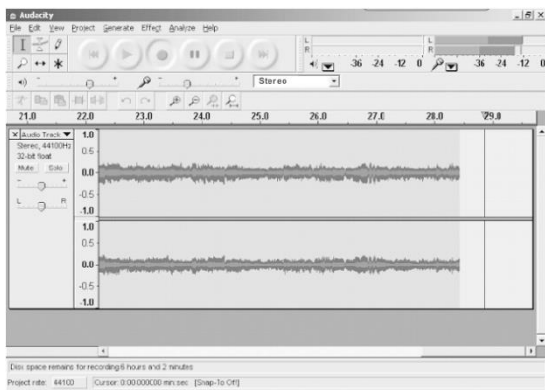 Audacity
File Edit View Project Generate Effect Analyze Help
L
R
-36 -24 -12 0
L
R
-36 -24 -12 0
Stereo
21.0 22.0 23.0 24.0 25.0 26.0 27.0 28.0 29.0
Audio Track
Stereo, 44100Hz
32-bit float
Mute Solo
- +
L R
1.0
0.5
0.0
-0.5
-1.0
1.0
0.5
0.0
-0.5
-1.0
Disk space remains for recording 6 hours and 2 minutes
Project rate: 44100 Cursor: 0:00.000000 min:sec [Snap-To Off]